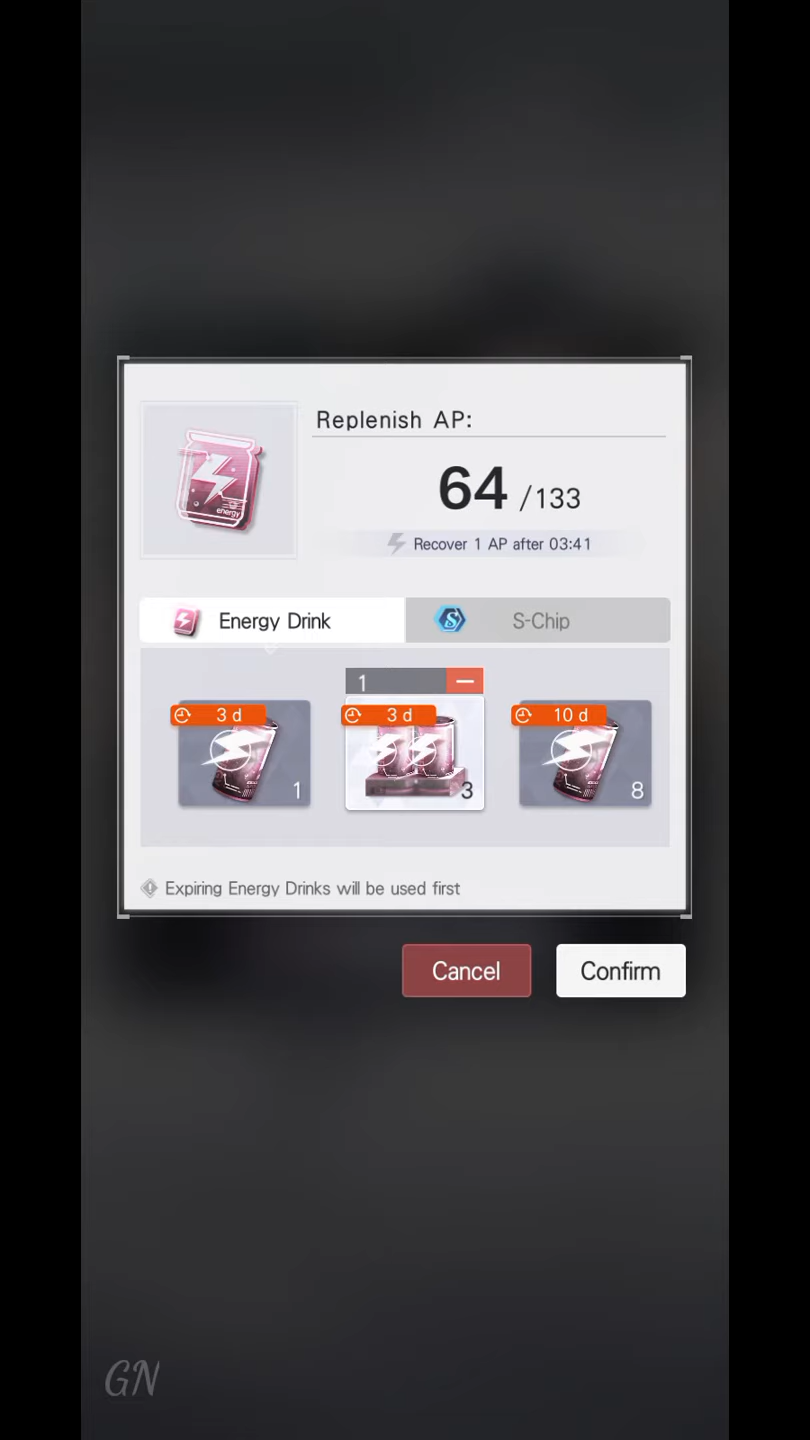 Replenish AP:
64 /133
Recover 1 AP after 03:41
energy
Energy Drink
S-Chip
1
3 d
3 d
10 d
1
3
8
Expiring Energy Drinks will be used first
Cancel
Confirm
GN